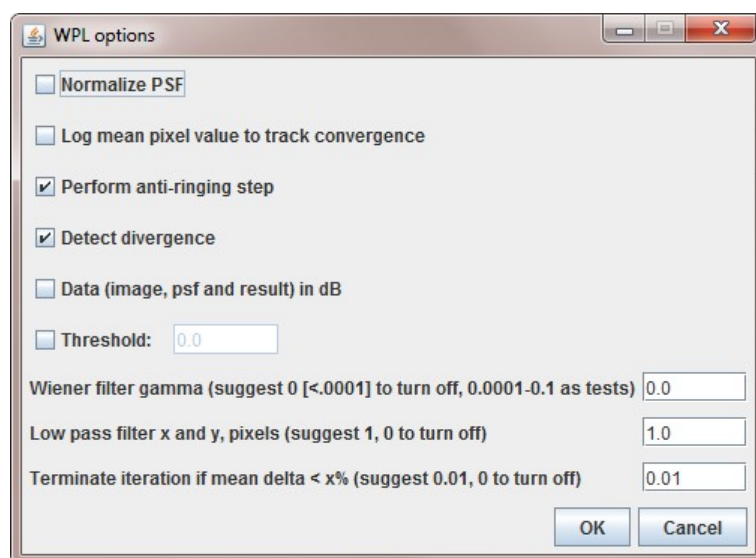 WPL options
Normalize PSF
Log mean pixel value to track convergence
Perform anti-ringing step
Detect divergence
Data (image, psf and result) in dB
Threshold: 0.0
Wiener filter gamma (suggest 0 [<.0001] to turn off, 0.0001-0.1 as tests) 0.0
Low pass filter x and y, pixels (suggest 1, 0 to turn off) 1.0
Terminate iteration if mean delta < x% (suggest 0.01, 0 to turn off) 0.01
OK Cancel